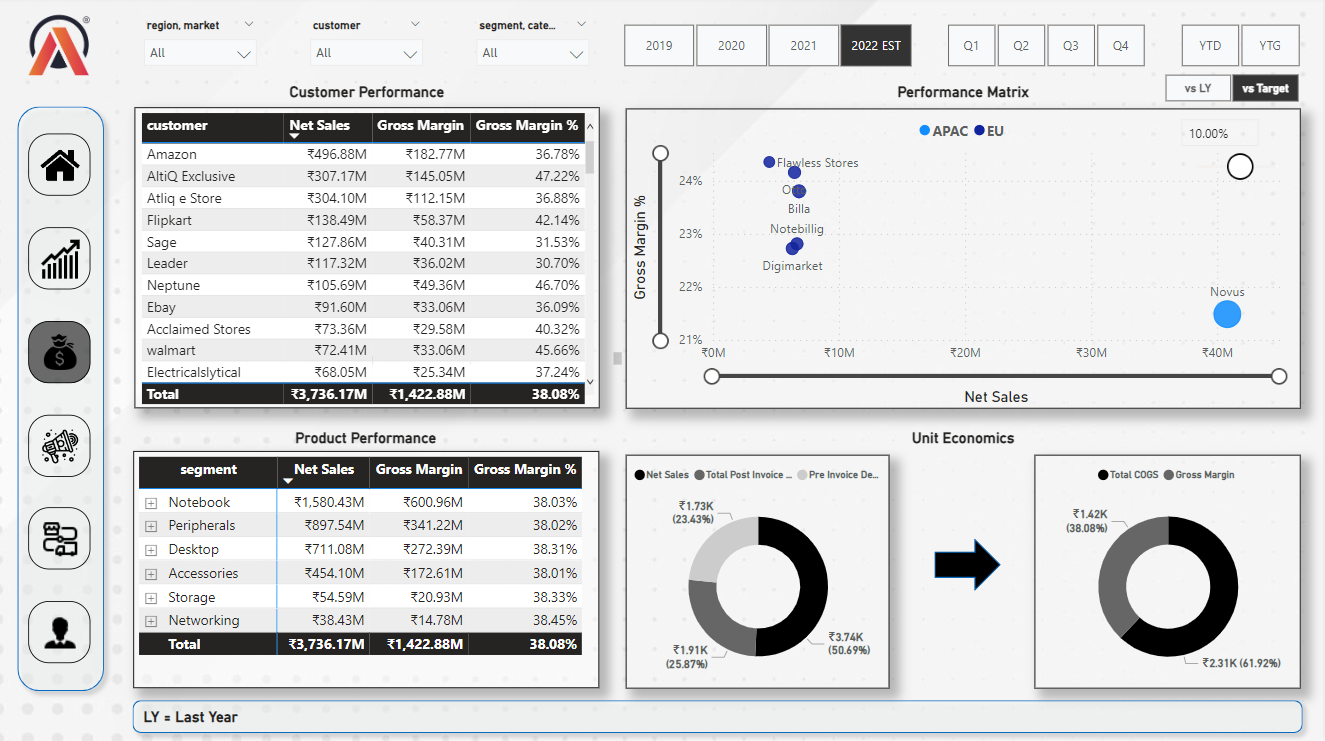 ®
region, market
customer
segment, cate...
All
All
All
2019
2020
2021
2022 EST
Q1
Q2
Q3
Q4
YTD
YTG
vs LY
vs Target
Customer Performance
customer Net Sales Gross Margin Gross Margin %
Amazon ₹496.88M ₹182.77M 36.78%
AltiQ Exclusive ₹307.17M ₹145.05M 47.22%
Atliq e Store ₹304.10M ₹112.15M 36.88%
Flipkart ₹138.49M ₹58.37M 42.14%
Sage ₹127.86M ₹40.31M 31.53%
Leader ₹117.32M ₹36.02M 30.70%
Neptune ₹105.69M ₹49.36M 46.70%
Ebay ₹91.60M ₹33.06M 36.09%
Acclaimed Stores ₹73.36M ₹29.58M 40.32%
walmart ₹72.41M ₹33.06M 45.66%
Electricalslytical ₹68.05M ₹25.34M 37.24%
Total ₹3,736.17M ₹1,422.88M 38.08%
Performance Matrix
APAC EU
10.00%
Gross Margin %
24%
23%
22%
21%
Flawless Stores
Billa
Notebillig
Digimarket
Novus
₹0M ₹10M ₹20M ₹30M ₹40M
Net Sales
Product Performance
segment Net Sales Gross Margin Gross Margin %
Notebook ₹1,580.43M ₹600.96M 38.03%
Peripherals ₹897.54M ₹341.22M 38.02%
Desktop ₹711.08M ₹272.39M 38.31%
Accessories ₹454.10M ₹172.61M 38.01%
Storage ₹54.59M ₹20.93M 38.33%
Networking ₹38.43M ₹14.78M 38.45%
Total ₹3,736.17M ₹1,422.88M 38.08%
Unit Economics
Net Sales Total Post Invoice ... Pre Invoice De...
₹1.73K
(23.43%)
₹1.91K
(25.87%)
₹3.74K
(50.69%)
Total COGS Gross Margin
₹1.42K
(38.08%)
₹2.31K (61.92%)
LY = Last Year